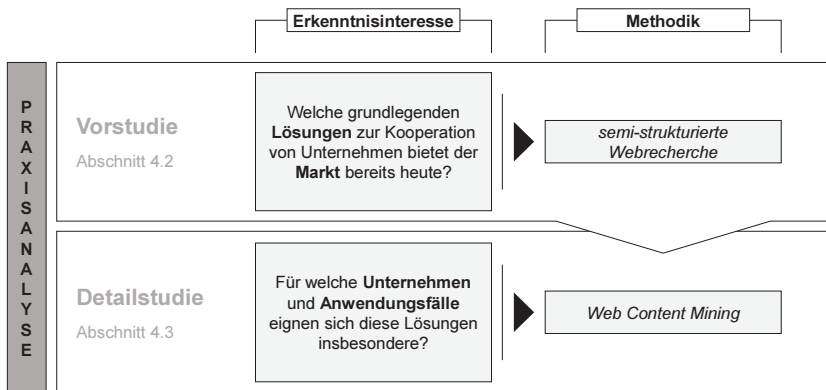 Erkenntnisinteresse
Methodik
PRAXISANALYSE
Vorstudie
Abschnitt 4.2
Welche grundlegenden
Lösungen zur Kooperation
von Unternehmen bietet der
Markt bereits heute?
semi-strukturierte
Webrecherche
Detailstudie
Abschnitt 4.3
Für welche Unternehmen
und Anwendungsfälle
eignen sich diese Lösungen
insbesondere?
Web Content Mining